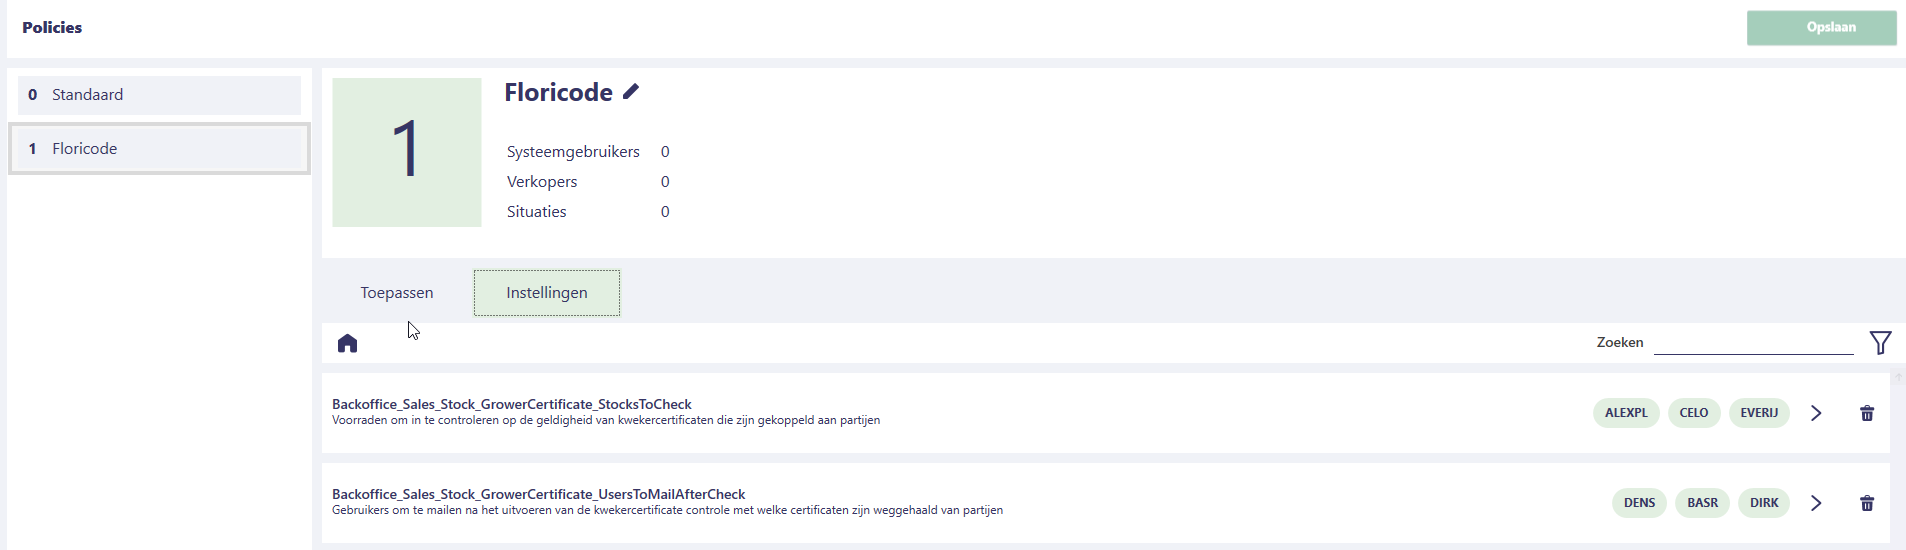 Policies
Opslaan
0 Standaard
1 Floricode
1
Floricode
Systeemgebruikers 0
Verkopers 0
Situaties 0
Toepassen Instellingen
Zoeken
Backoffice_Sales_Stock_GrowerCertificate_StocksToCheck
Voorraden om in te controleren op de geldigheid van kwekercertificaten die zijn gekoppeld aan partijen
ALEXPL CELO EVERIJ
Backoffice_Sales_Stock_GrowerCertificate_UsersToMailAfterCheck
Gebruikers om te mailen na het uitvoeren van de kwekercertificate controle met welke certificaten zijn weggehaald van partijen
DENS BASR DIRK